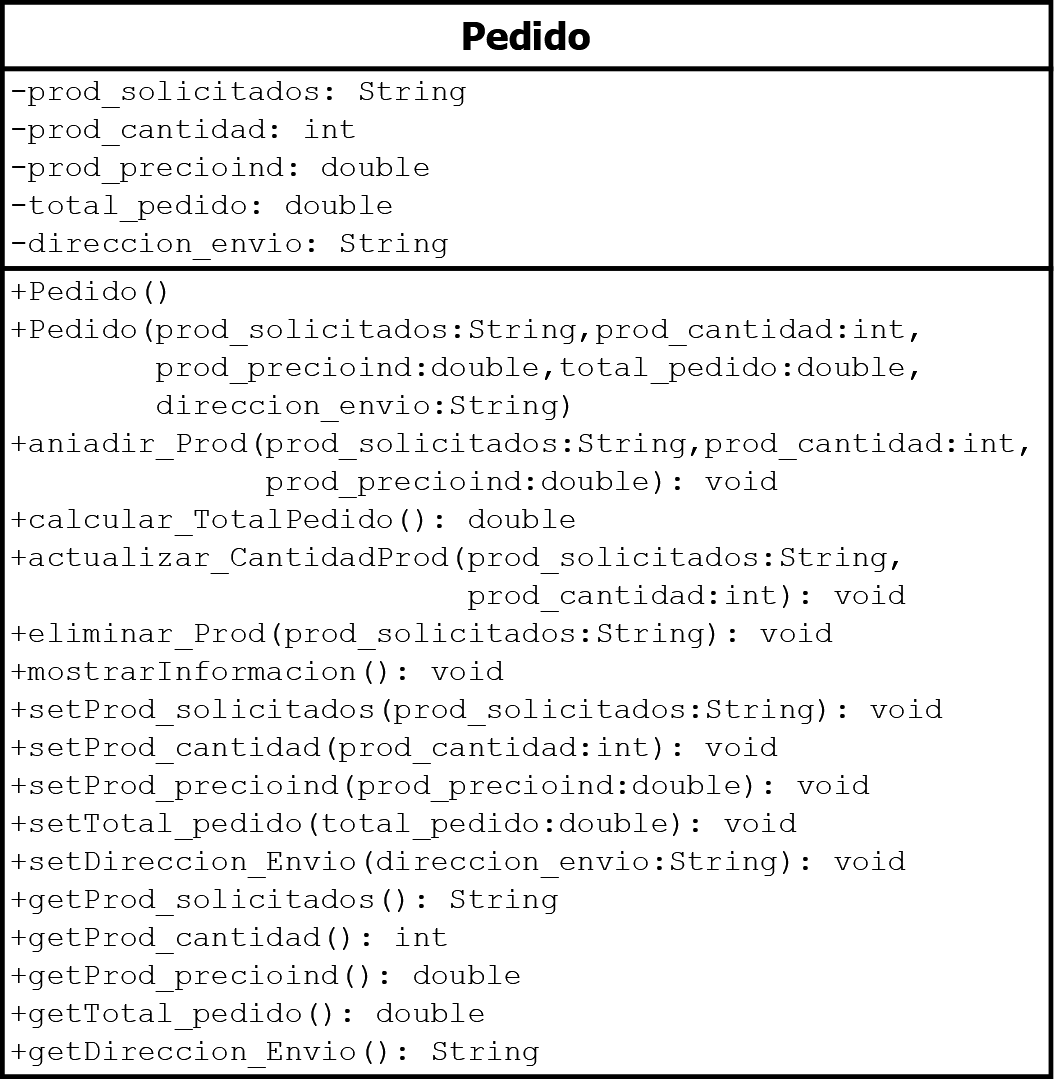 Pedido
-prod_solicitados: String
-prod_cantidad: int
-prod_precioind: double
-total_pedido: double
-direccion_envio: String
+Pedido()
+Pedido(prod_solicitados:String,prod_cantidad:int,
prod_precioind:double,total_pedido:double,
direccion_envio:String)
+aniadir_Prod(prod_solicitados:String,prod_cantidad:int,
prod_precioind:double): void
+calcular_TotalPedido(): double
+actualizar_CantidadProd(prod_solicitados:String,
prod_cantidad:int): void
+eliminar_Prod(prod_solicitados:String): void
+mostrarInformacion(): void
+setProd_solicitados(prod_solicitados:String): void
+setProd_cantidad(prod_cantidad:int): void
+setProd_precioind(prod_precioind:double): void
+setTotal_pedido(total_pedido:double): void
+setDireccion_Envio(direccion_envio:String): void
+getProd_solicitados(): String
+getProd_cantidad(): int
+getProd_precioind(): double
+getTotal_pedido(): double
+getDireccion_Envio(): String